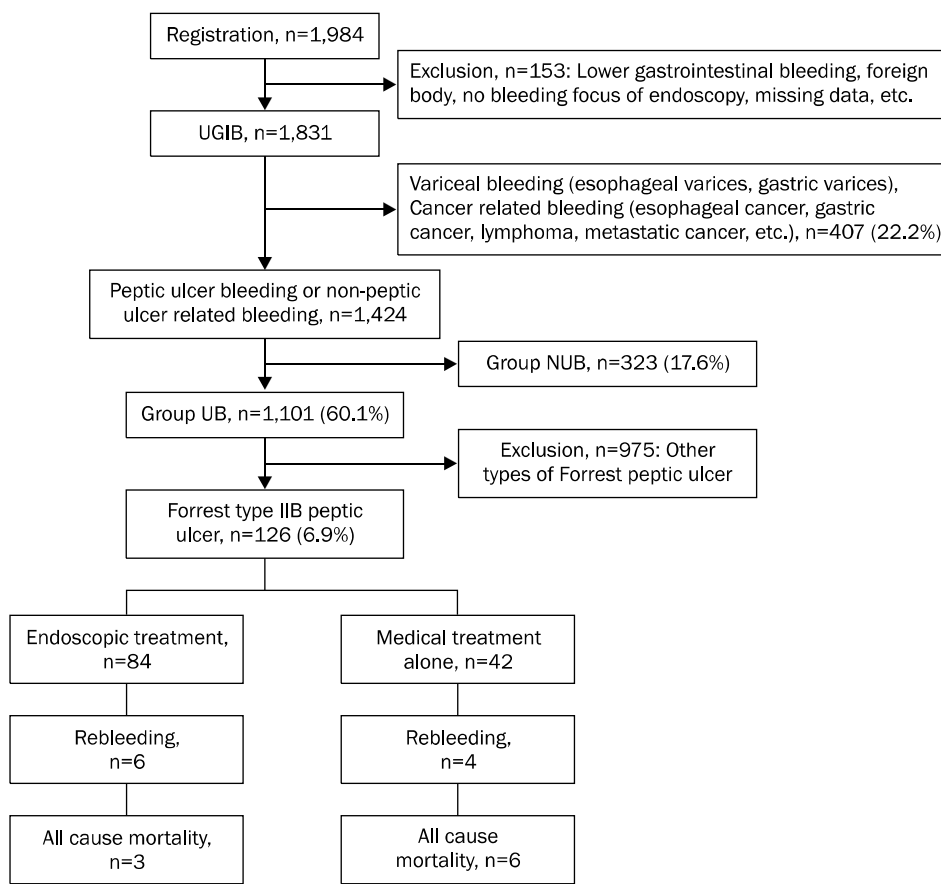 Registration, n=1,984
Exclusion, n=153: Lower gastrointestinal bleeding, foreign
body, no bleeding focus of endoscopy, missing data, etc.
UGIB, n=1,831
Variceal bleeding (esophageal varices, gastric varices),
Cancer related bleeding (esophageal cancer, gastric
cancer, lymphoma, metastatic cancer, etc.), n=407 (22.2%)
Peptic ulcer bleeding or non-peptic
ulcer related bleeding, n=1,424
Group NUB, n=323 (17.6%)
Group UB, n=1,101 (60.1%)
Exclusion, n=975: Other
types of Forrest peptic ulcer
Forrest type IIB peptic
ulcer, n=126 (6.9%)
Endoscopic treatment,
n=84
Medical treatment
alone, n=42
Rebleeding,
n=6
Rebleeding,
n=4
All cause mortality,
n=3
All cause
mortality, n=6